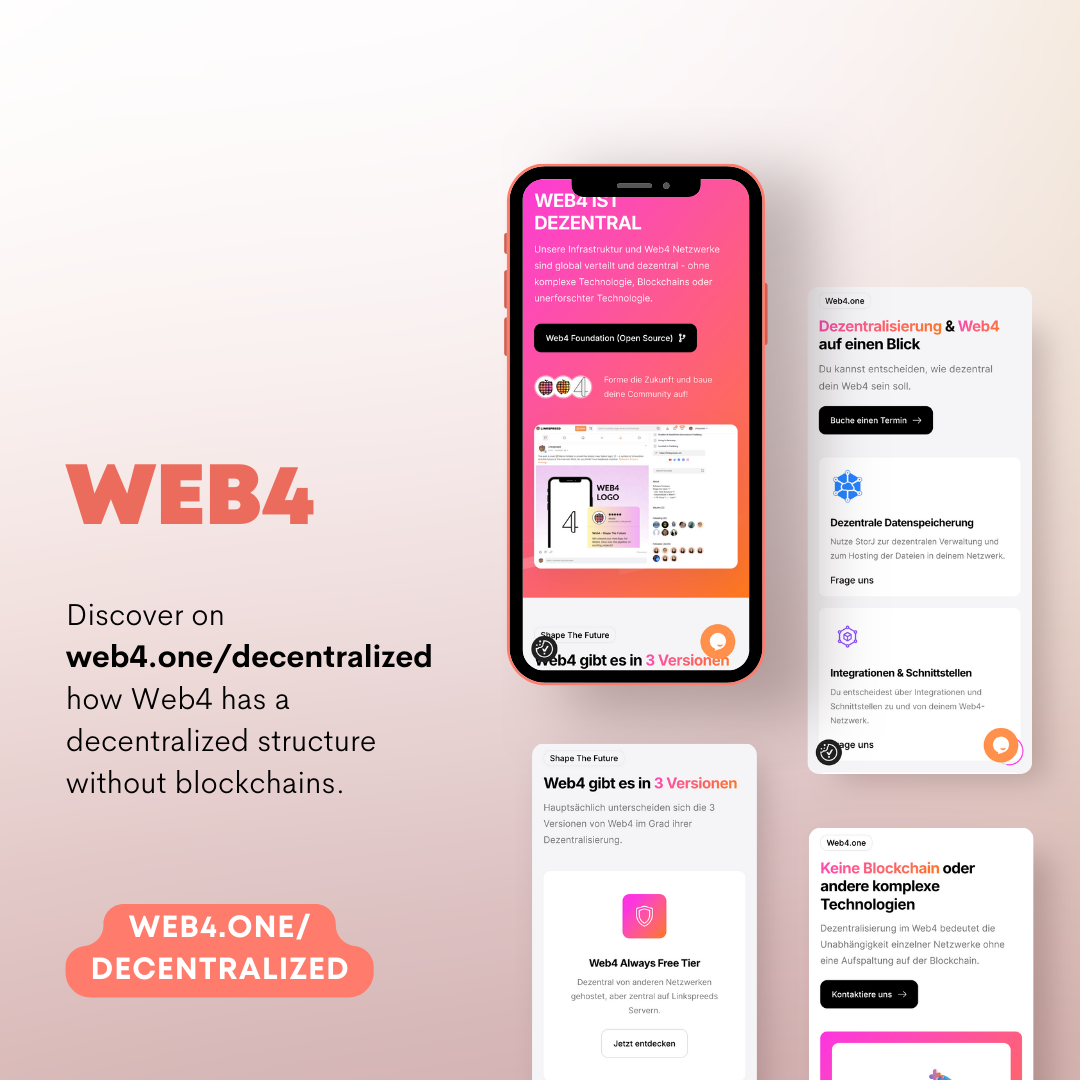 WEB4
Discover on
web4.one/decentralized
how Web4 has a
decentralized structure
without blockchains.
WEB4.ONE/
DECENTRALIZED
WEB4 IST
DEZENTRAL
Unsere Infrastruktur und Web4 Netzwerke
sind global verteilt und dezentral - ohne
komplexe Technologie, Blockchains oder
unerforschter Technologie.
Web4 Foundation (Open Source)
Forme die Zukunft und baue
deine Community auf!
LINKSPREED
WEB4
LOGO
Shape The Future
Web4 gibt es in 3 Versionen
Shape The Future
Web4 gibt es in 3 Versionen
Hauptsächlich unterscheiden sich die 3
Versionen von Web4 im Grad ihrer
Dezentralisierung.
Web4 Always Free Tier
Dezentral von anderen Netzwerken
gehostet, aber zentral auf Linkspreeds
Servern.
Jetzt entdecken
Web4.one
Dezentralisierung & Web4
auf einen Blick
Du kannst entscheiden, wie dezentral
dein Web4 sein soll.
Buche einen Termin
Dezentrale Datenspeicherung
Nutze StorJ zur dezentralen Verwaltung und
zum Hosting der Dateien in deinem Netzwerk.
Frage uns
Integrationen & Schnittstellen
Du entscheidest über Integrationen und
Schnittstellen zu und von deinem Web4-
Netzwerk.
age uns
Web4.one
Keine Blockchain oder
andere komplexe
Technologien
Dezentralisierung im Web4 bedeutet die
Unabhängigkeit einzelner Netzwerke ohne
eine Aufspaltung auf der Blockchain.
Kontaktiere uns